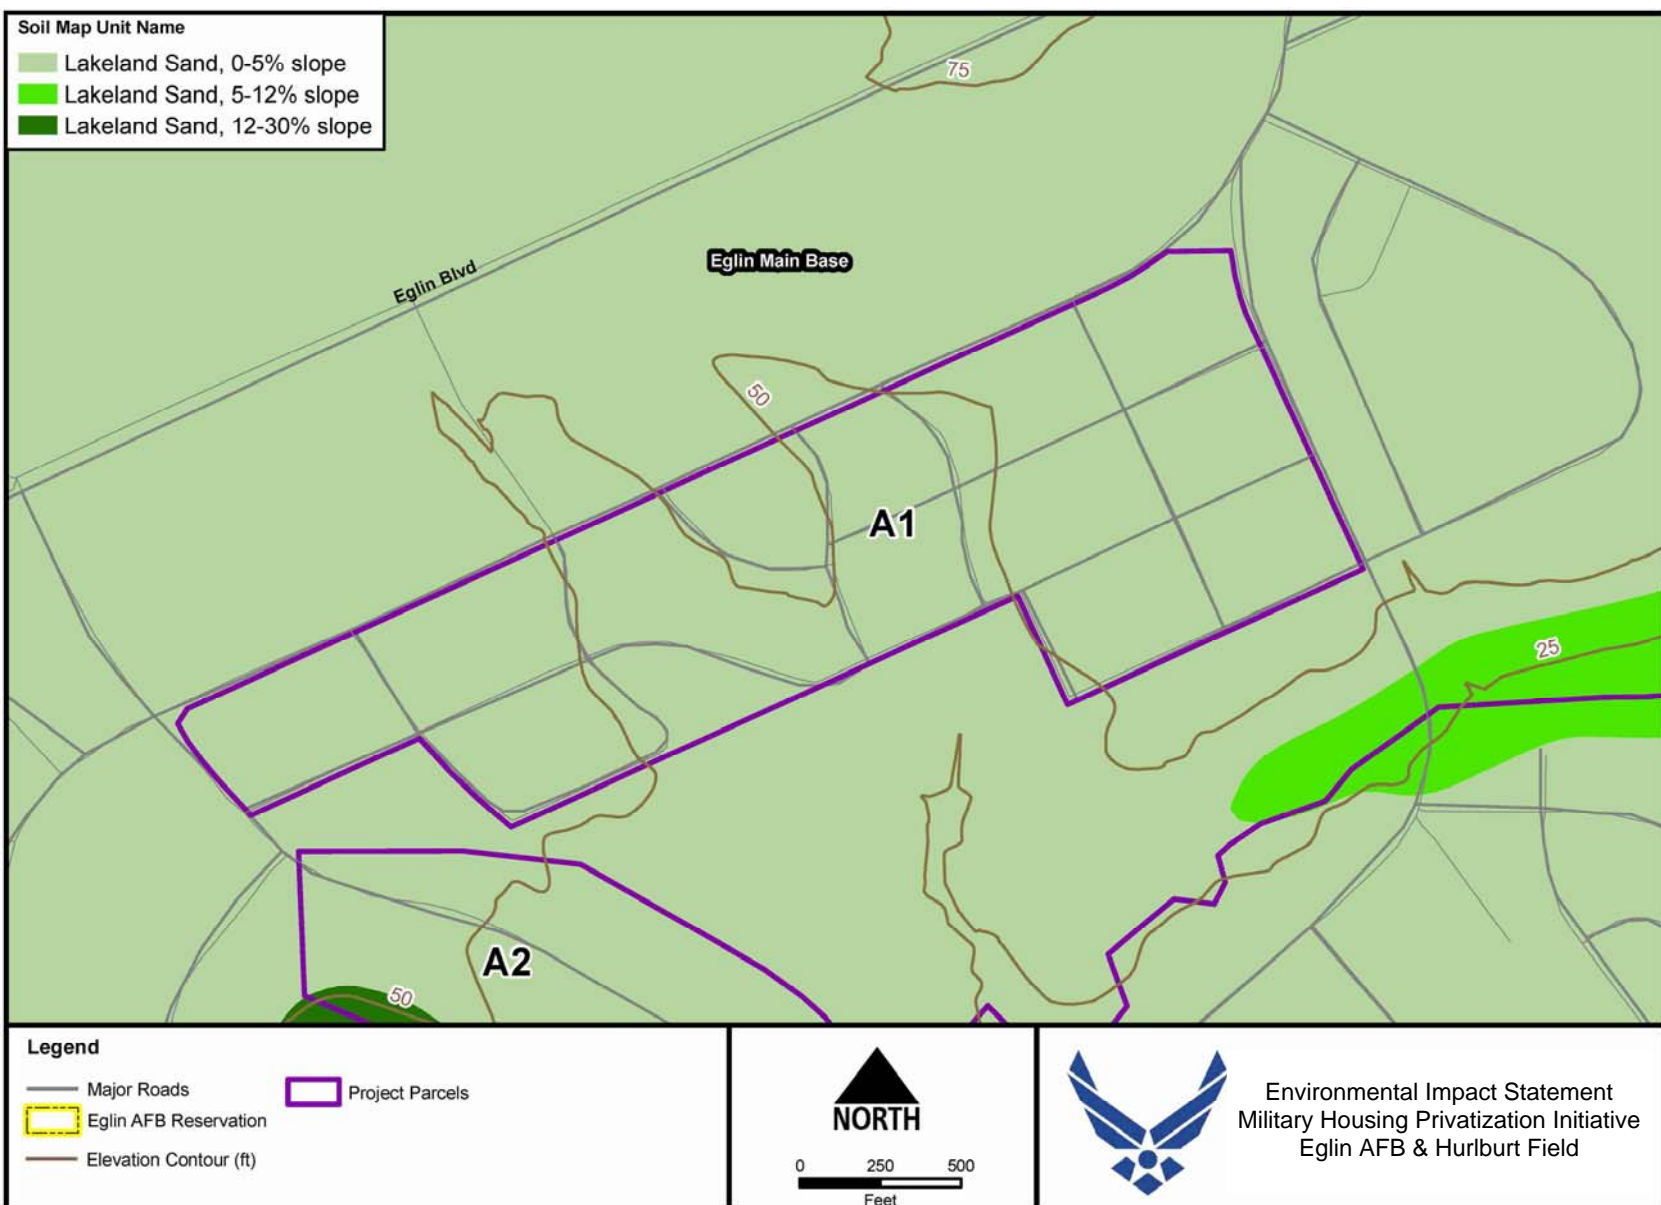 Soil Map Unit Name
Lakeland Sand, 0-5% slope
Lakeland Sand, 5-12% slope
Lakeland Sand, 12-30% slope
75
Eglin Main Base
Eglin Blvd
50
A1
25
A2
50
Legend
Major Roads
Project Parcels
Eglin AFB Reservation
Elevation Contour (ft)
NORTH
0 250 500
Feet
Environmental Impact Statement
Military Housing Privatization Initiative
Eglin AFB & Hurlburt Field